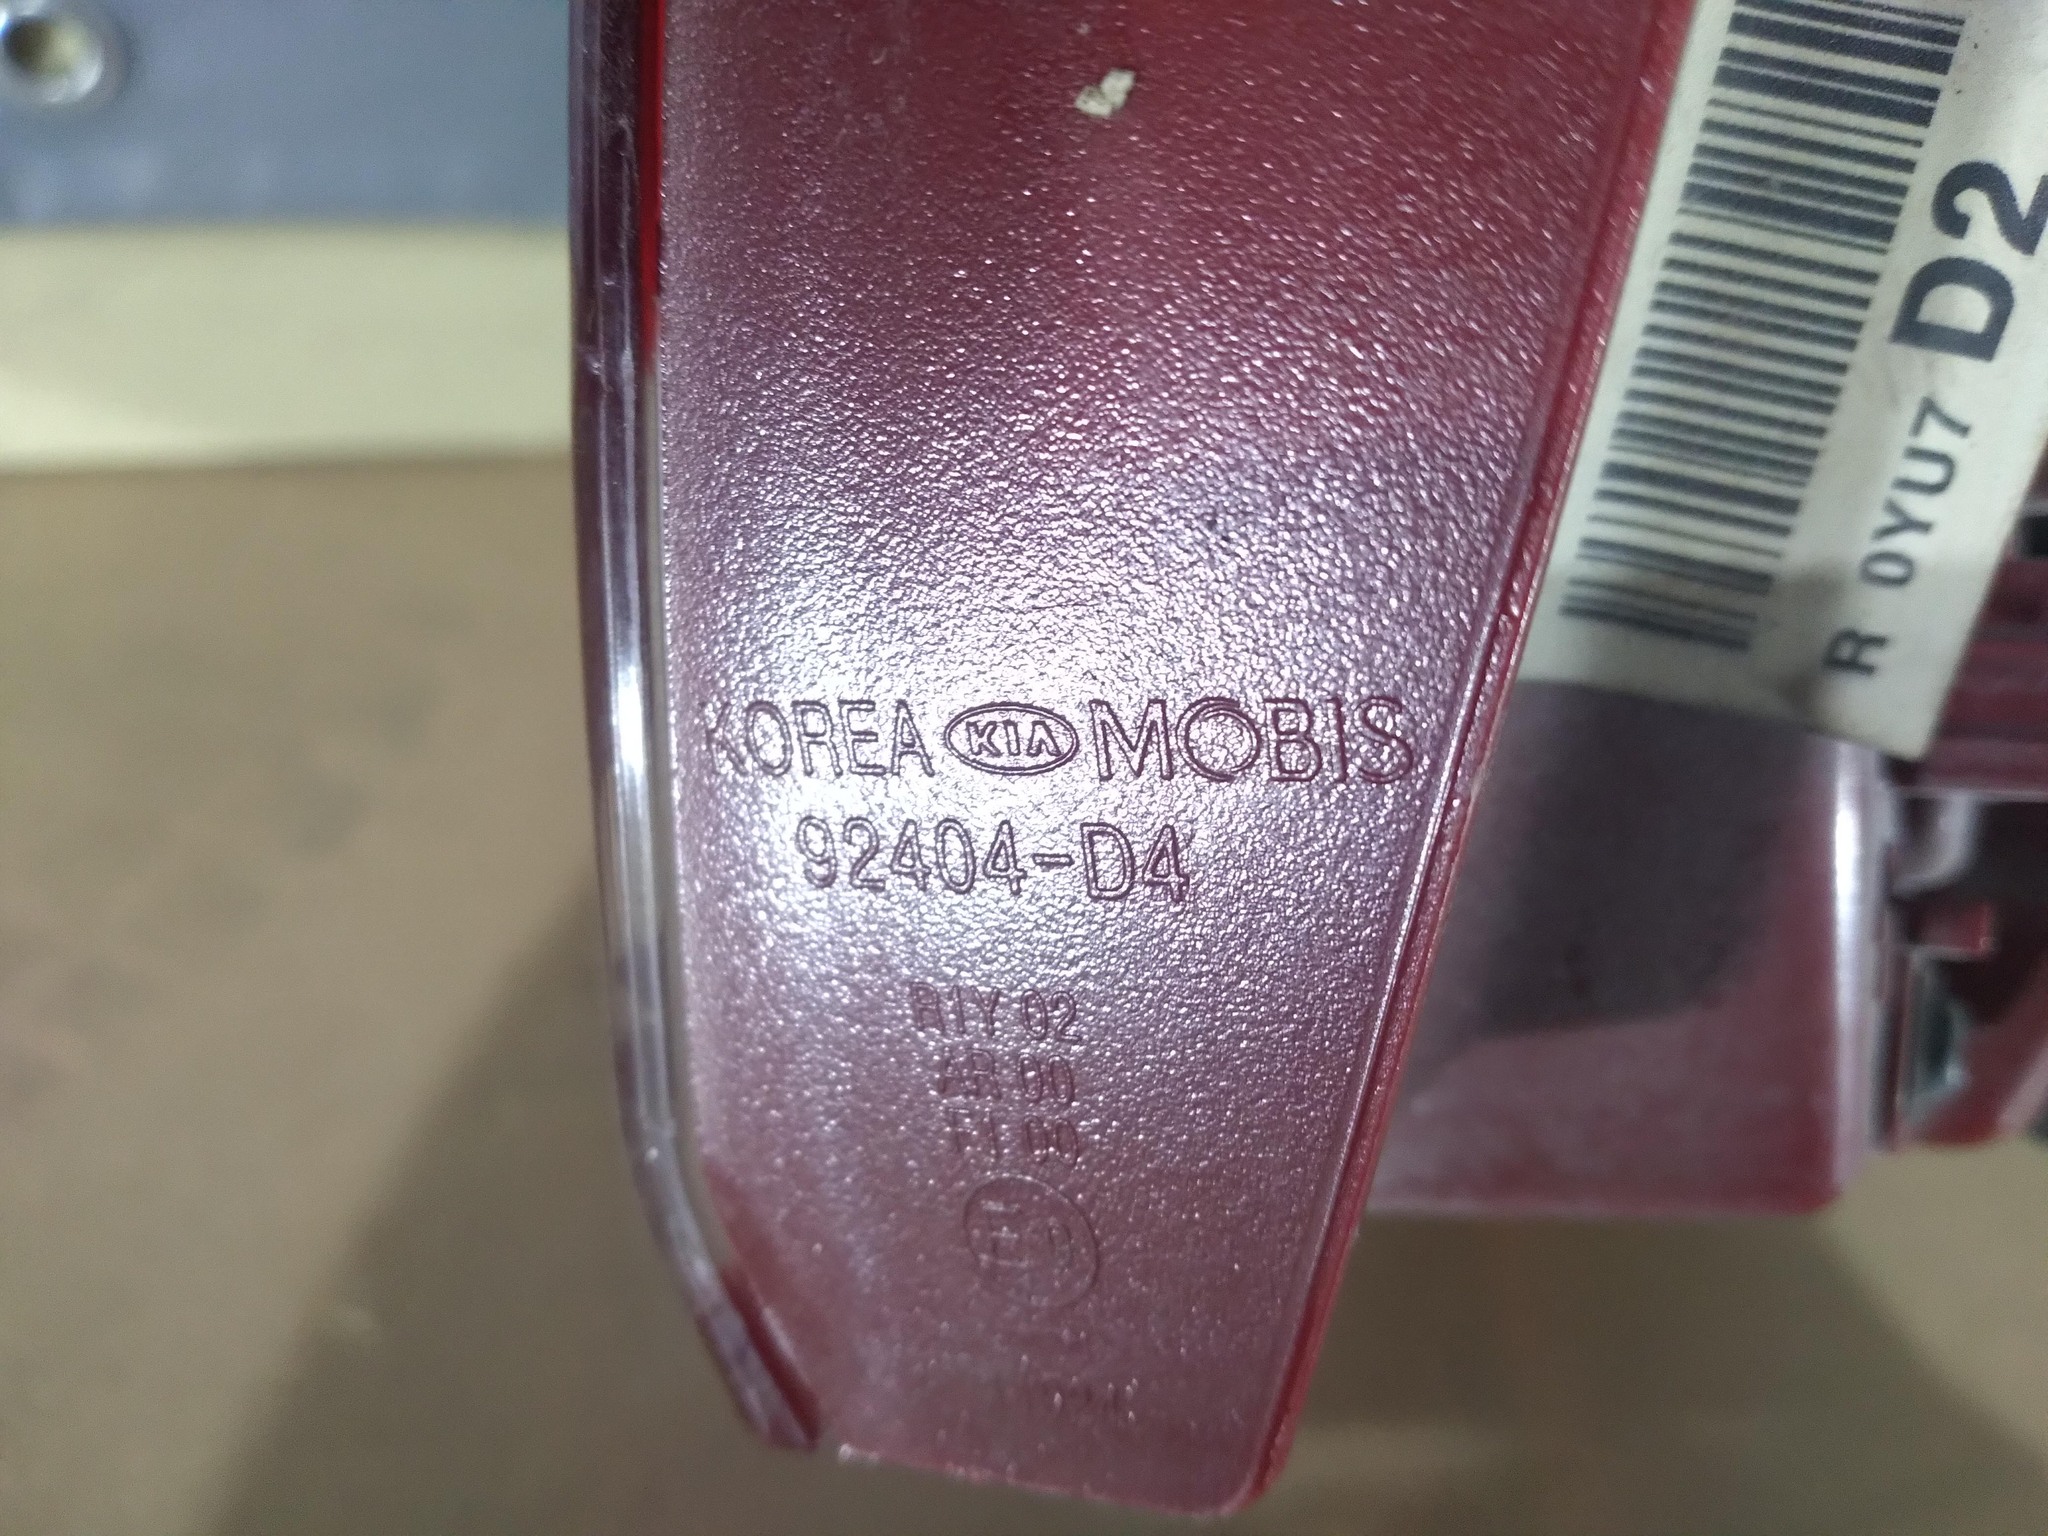 KOREA KIA MOBIS
92404-D4
R1Y 02
AR 00
F1 00
D2
R 0YU7